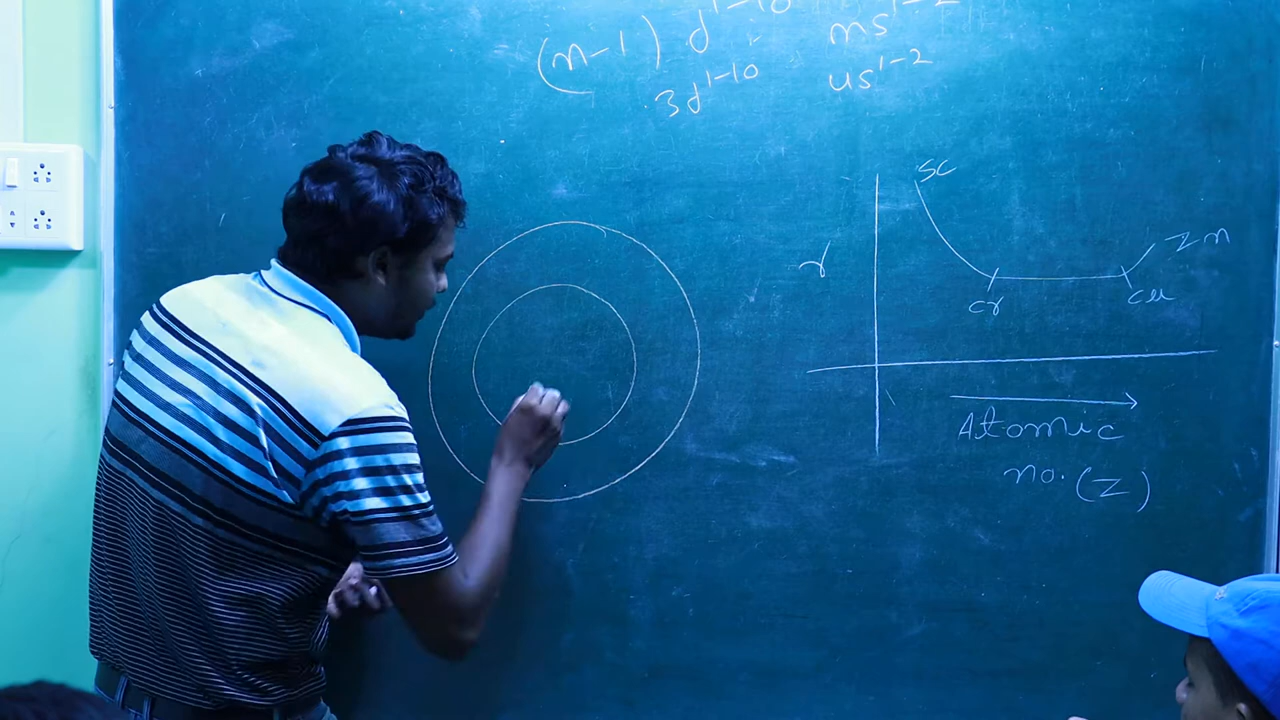 (n-1) d¹⁻¹⁰ ns¹⁻²
3d¹⁻¹⁰ 4s¹⁻²
Sc
r
Zn
Cr
Cu
Atomic
no. (Z)